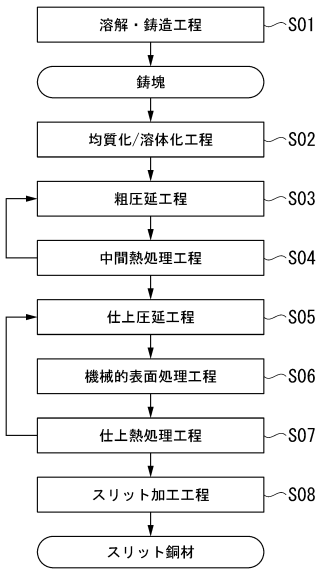 溶解・鋳造工程 S01
鋳塊
均質化/溶体化工程 S02
粗圧延工程 S03
中間熱処理工程 S04
仕上圧延工程 S05
機械的表面処理工程 S06
仕上熱処理工程 S07
スリット加工工程 S08
スリット銅材